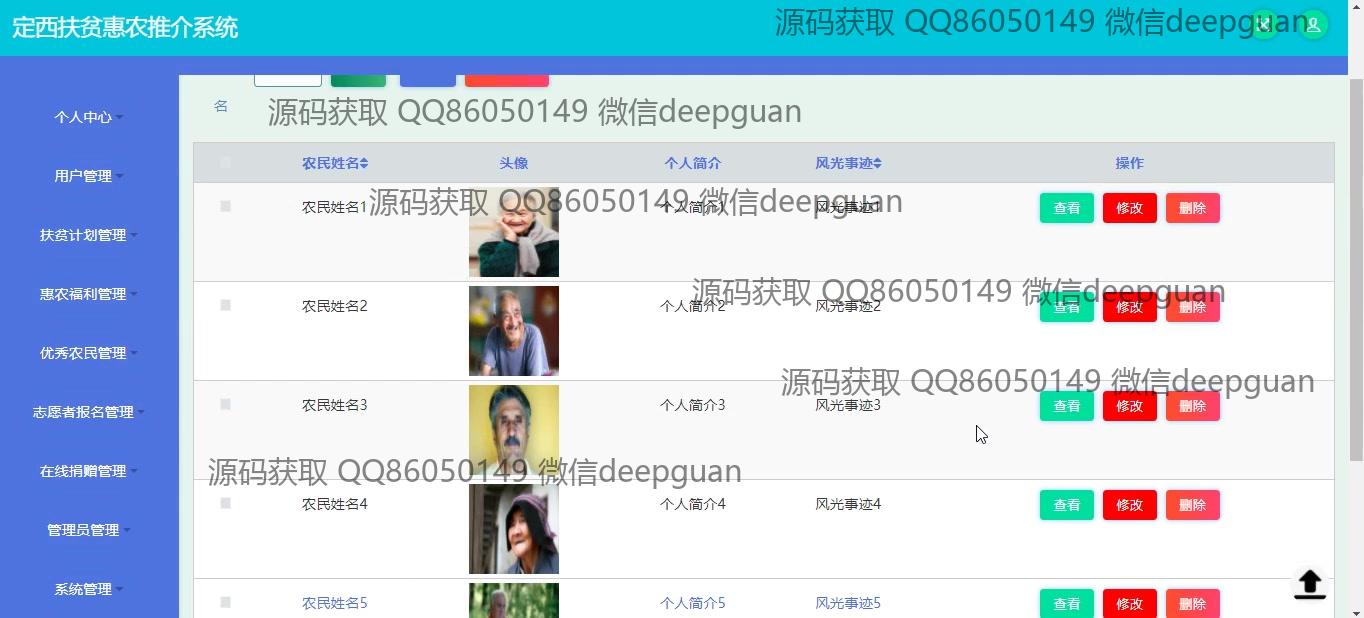 定西扶贫惠农推介系统
源码获取 QQ86050149 微信deepguan
个人中心
用户管理
扶贫计划管理
惠农福利管理
优秀农民管理
志愿者报名管理
在线捐赠管理
管理员管理
系统管理
名
源码获取 QQ86050149 微信deepguan
农民姓名 头像 个人简介 风光事迹 操作
农民姓名1 个人简介1 风光事迹1 查看 修改 删除
源码获取 QQ86050149 微信deepguan
农民姓名2 个人简介2 风光事迹2 查看 修改 删除
源码获取 QQ86050149 微信deepguan
农民姓名3 个人简介3 风光事迹3 查看 修改 删除
源码获取 QQ86050149 微信deepguan
源码获取 QQ86050149 微信deepguan
农民姓名4 个人简介4 风光事迹4 查看 修改 删除
农民姓名5 个人简介5 风光事迹5 查看 修改 删除